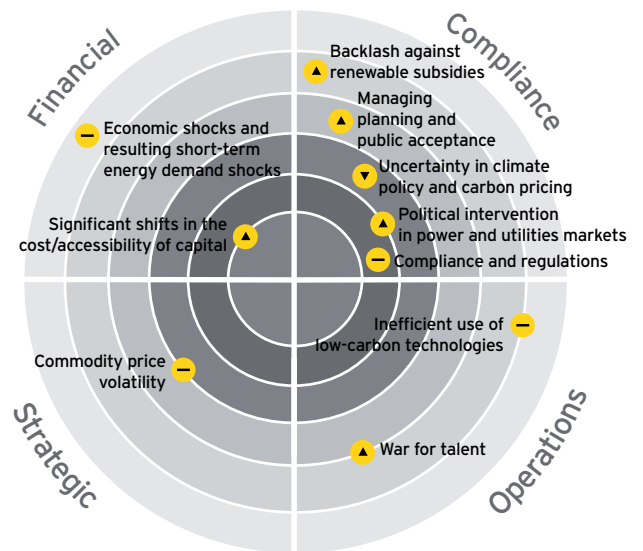 Financial
Compliance
Backlash against
renewable subsidies
Managing
planning and
public acceptance
Economic shocks and
resulting short-term
energy demand shocks
Uncertainty in climate
policy and carbon pricing
Significant shifts in the
cost/accessibility of capital
Political intervention
in power and utilities markets
Compliance and regulations
Inefficient use of
low-carbon technologies
Commodity price
volatility
War for talent
Strategic
Operations